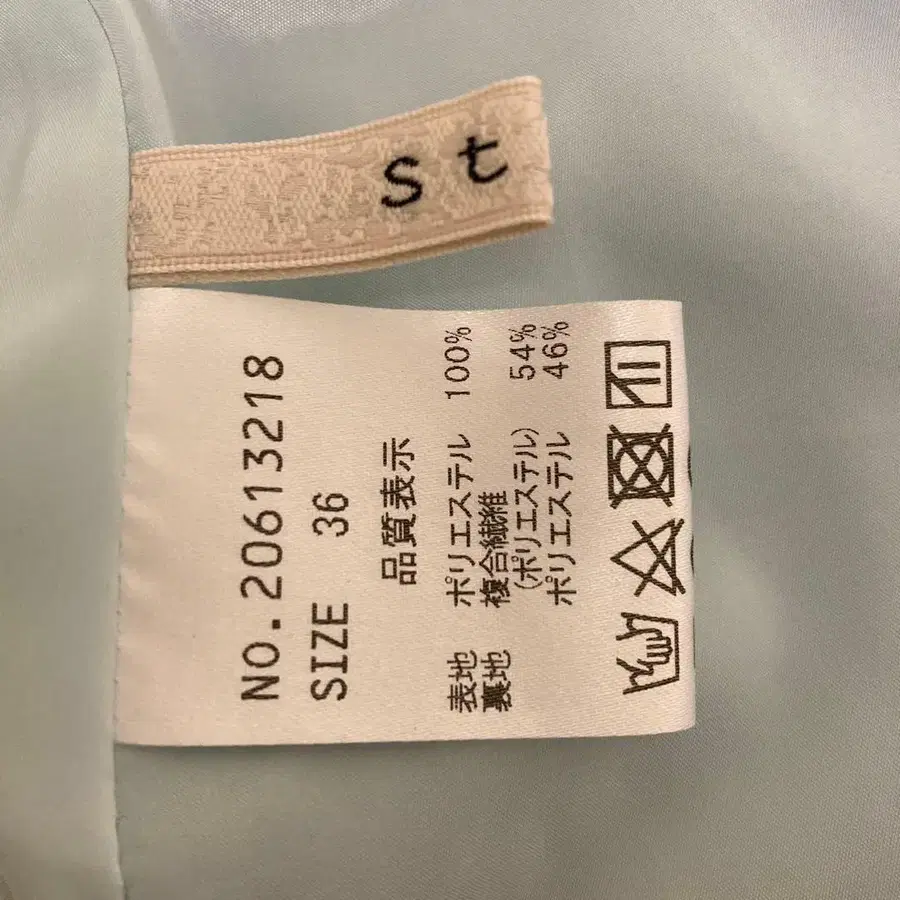 st
NO.20613218
SIZE 36
品質表示
表地 ポリエステル 100%
裏地 複合繊維
(ポリエステル) 54%
ポリエステル 46%